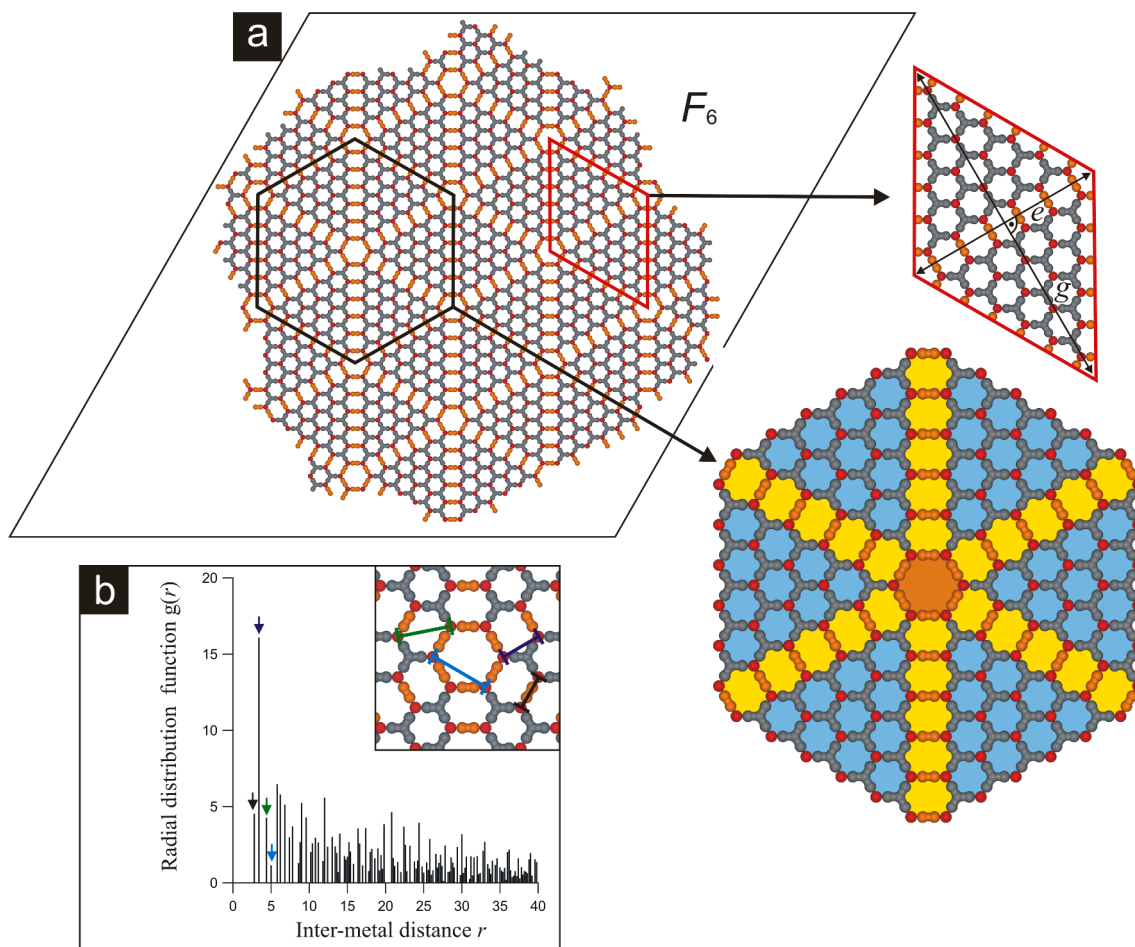 a
F6
e
g
b
Radial distribution function g(r)
20
15
10
5
0
0 5 10 15 20 25 30 35 40
Inter-metal distance r